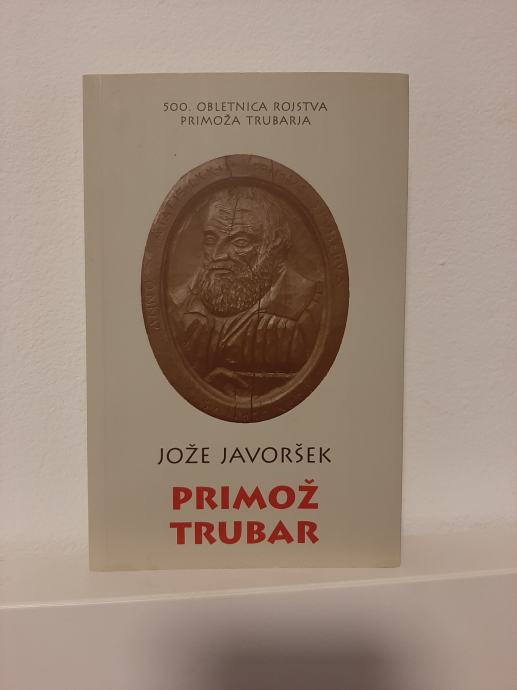 500. OBLETNICA ROJSTVA
PRIMOŽA TRUBARJA
JOŽE JAVORŠEK
PRIMOŽ
TRUBAR